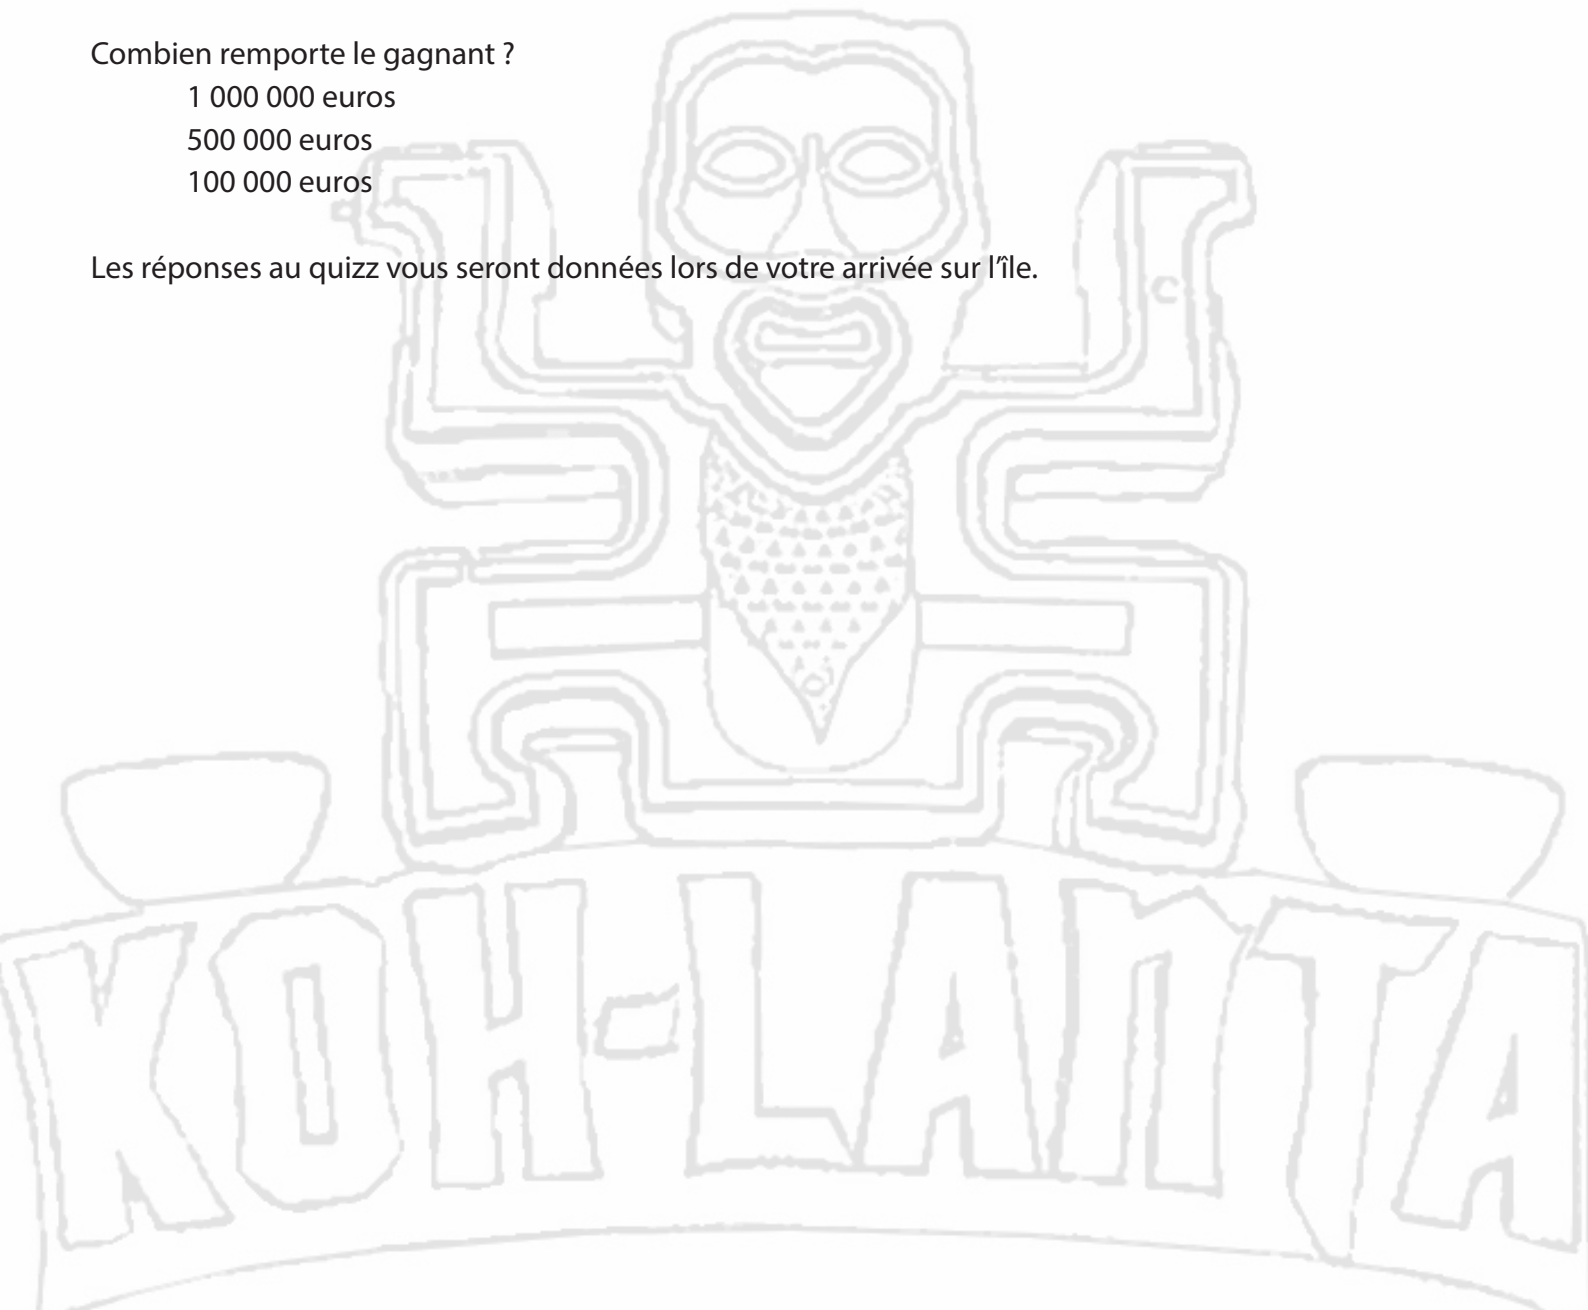 Combien remporte le gagnant ?
1 000 000 euros
500 000 euros
100 000 euros
Les réponses au quizz vous seront données lors de votre arrivée sur l'île.
KOH-LANTA